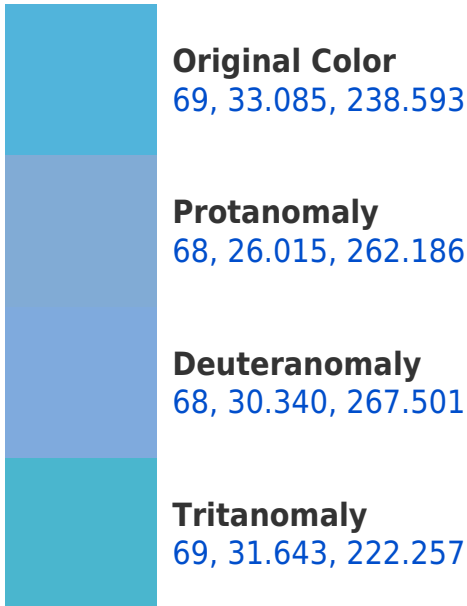 Original Color
69, 33.085, 238.593
Protanomaly
68, 26.015, 262.186
Deuteranomaly
68, 30.340, 267.501
Tritanomaly
69, 31.643, 222.257